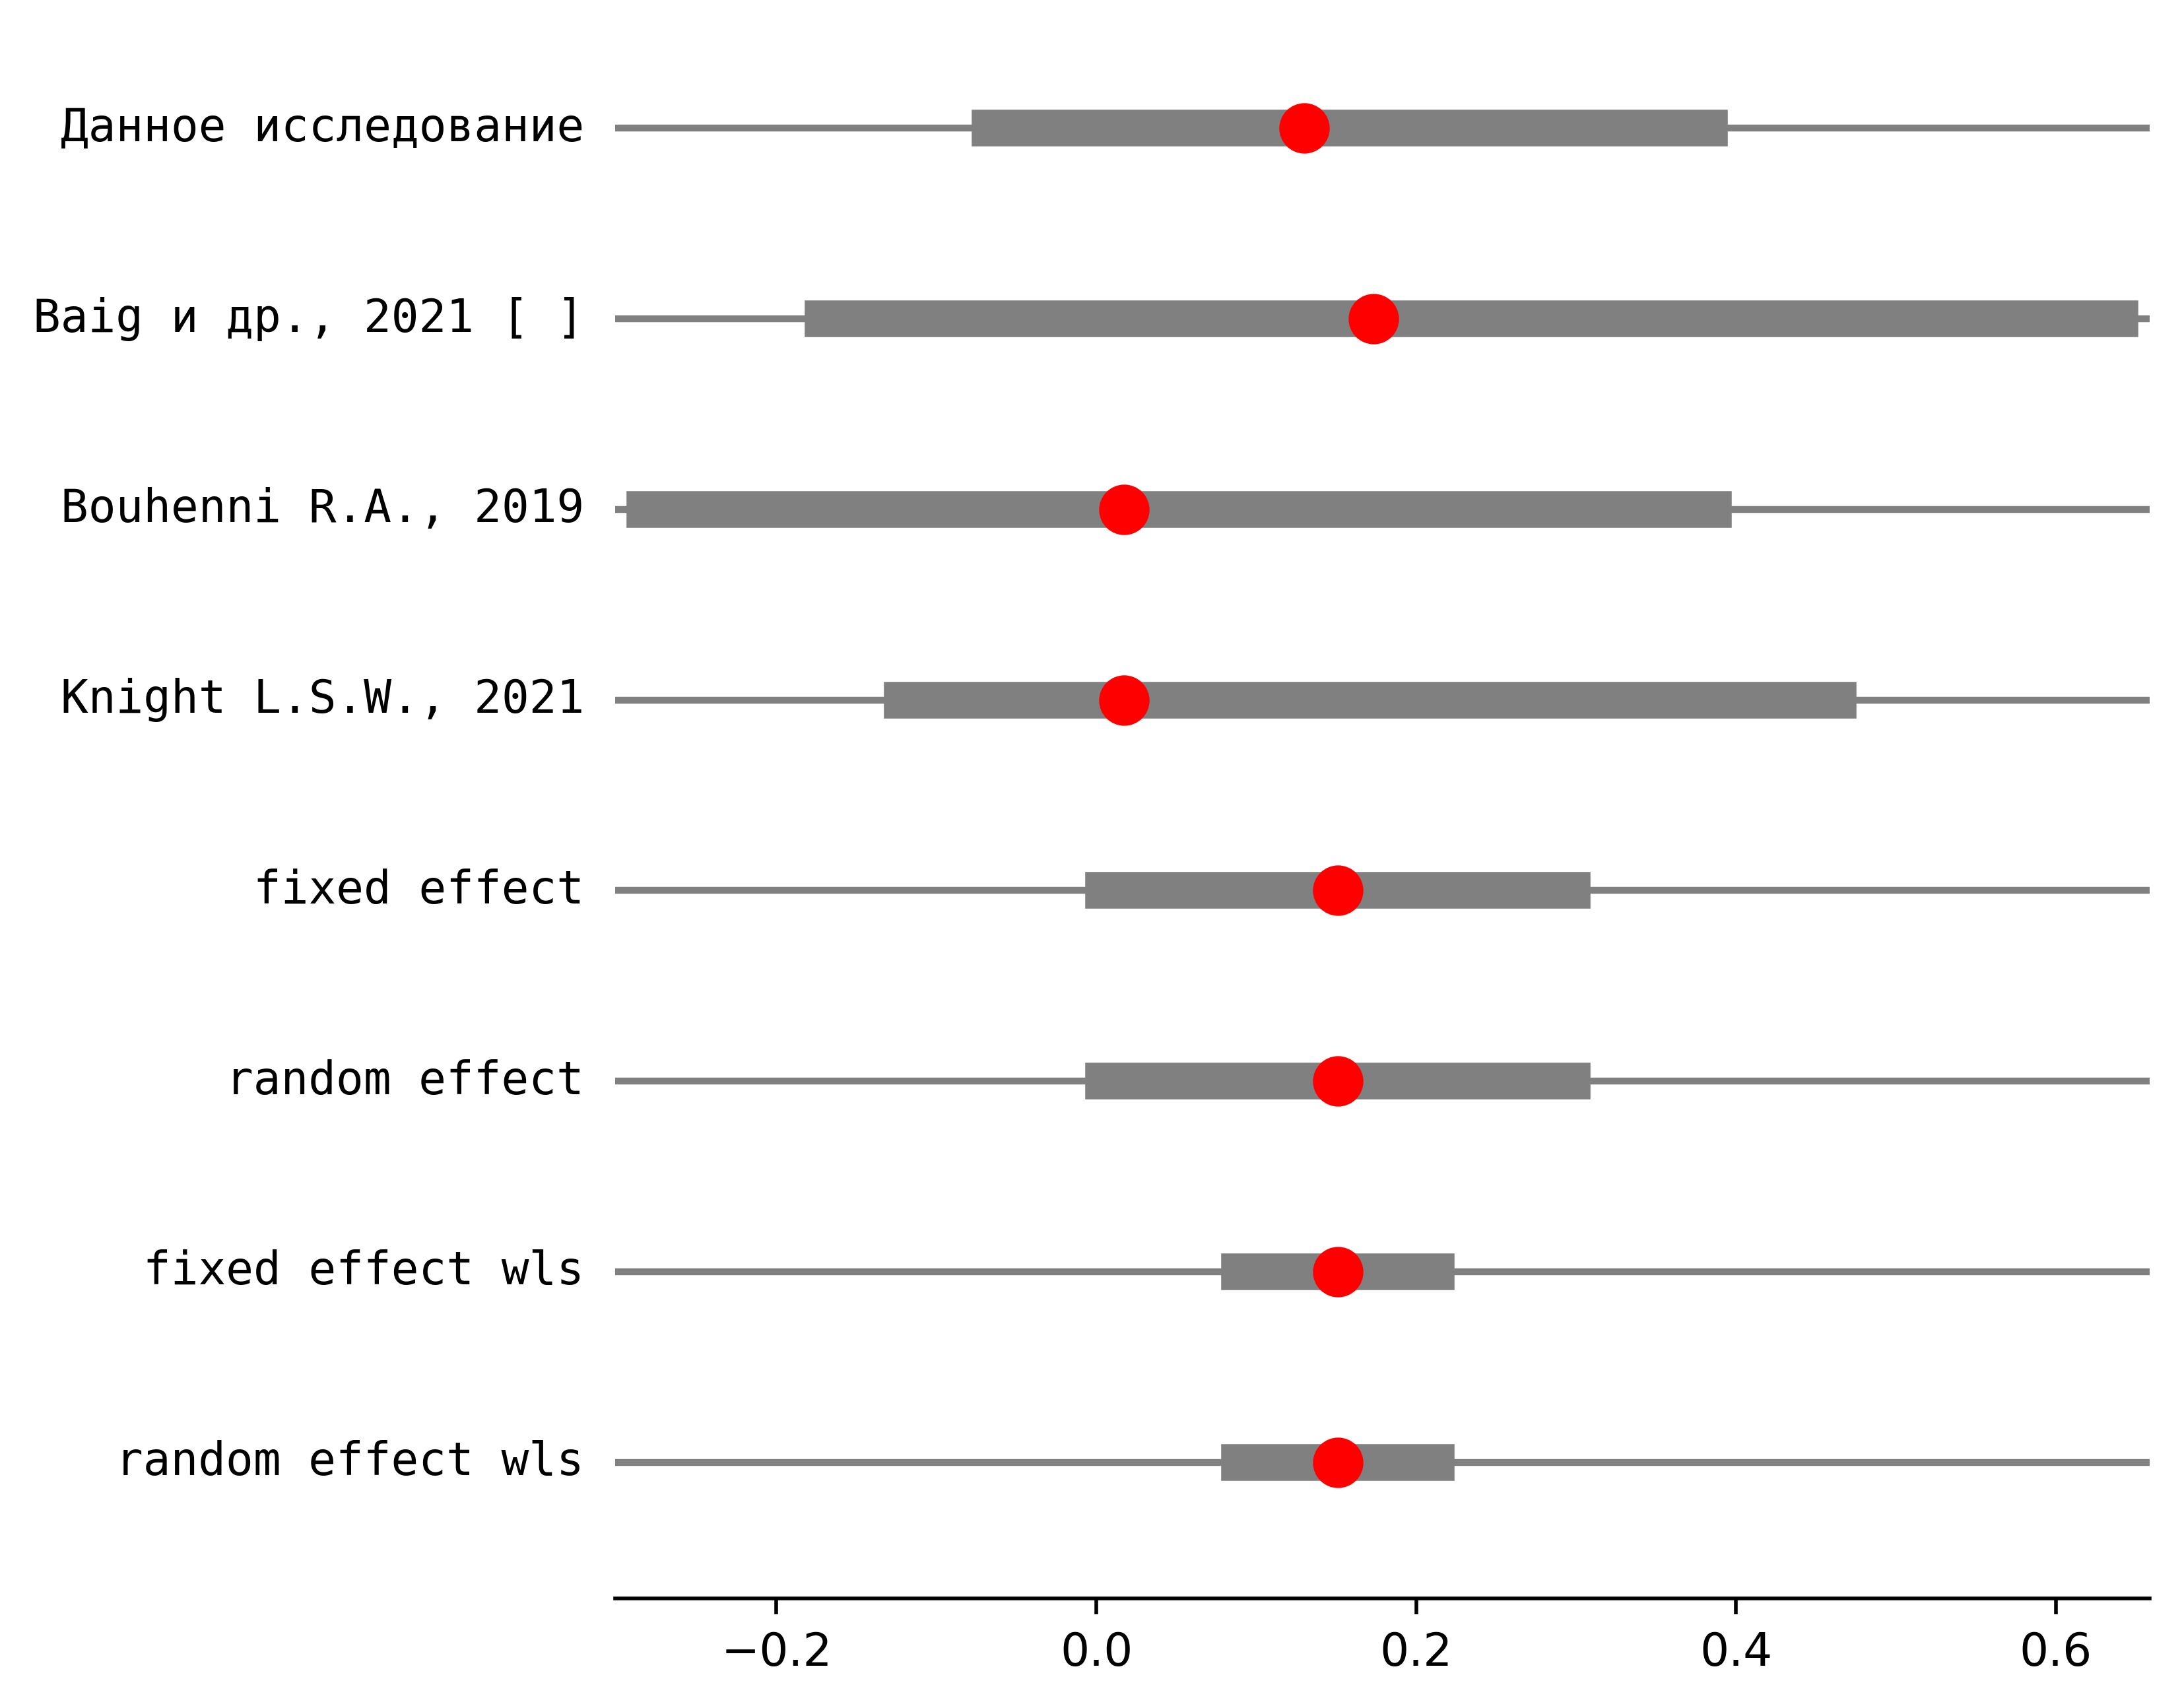 Данное исследование
Baig и др., 2021 [ ]
Bouhenni R.A., 2019
Knight L.S.W., 2021
fixed effect
random effect
fixed effect wls
random effect wls
−0.2 0.0 0.2 0.4 0.6